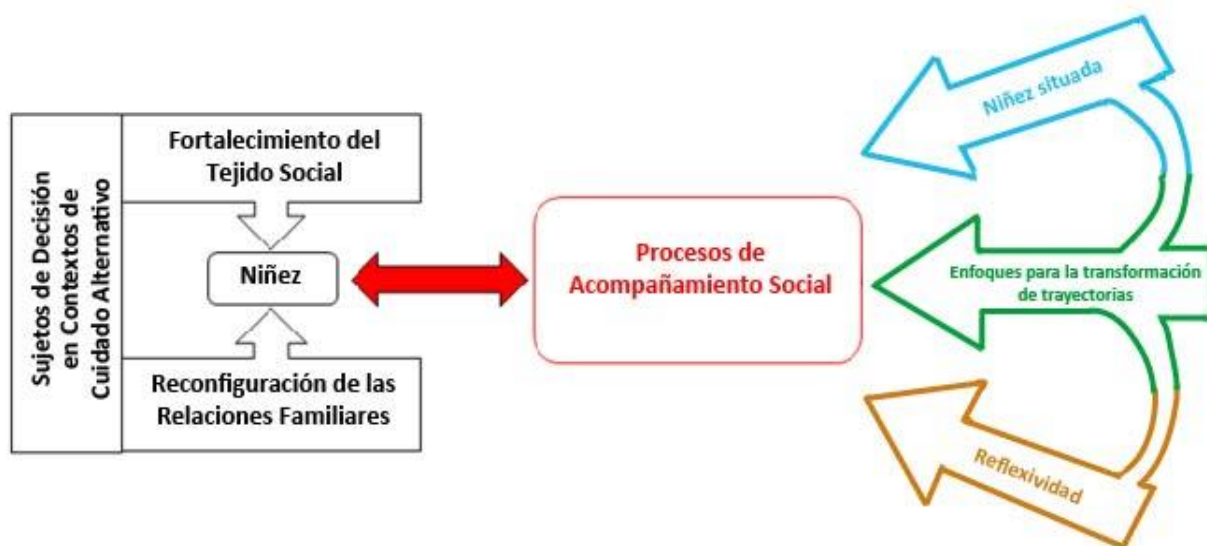 Sujetos de Decisión
en Contextos de
Cuidado Alternativo
Fortalecimiento del
Tejido Social
Niñez
Reconfiguración de las
Relaciones Familiares
Procesos de
Acompañamiento Social
Niñez situada
Enfoques para la transformación
de trayectorias
Reflexividad